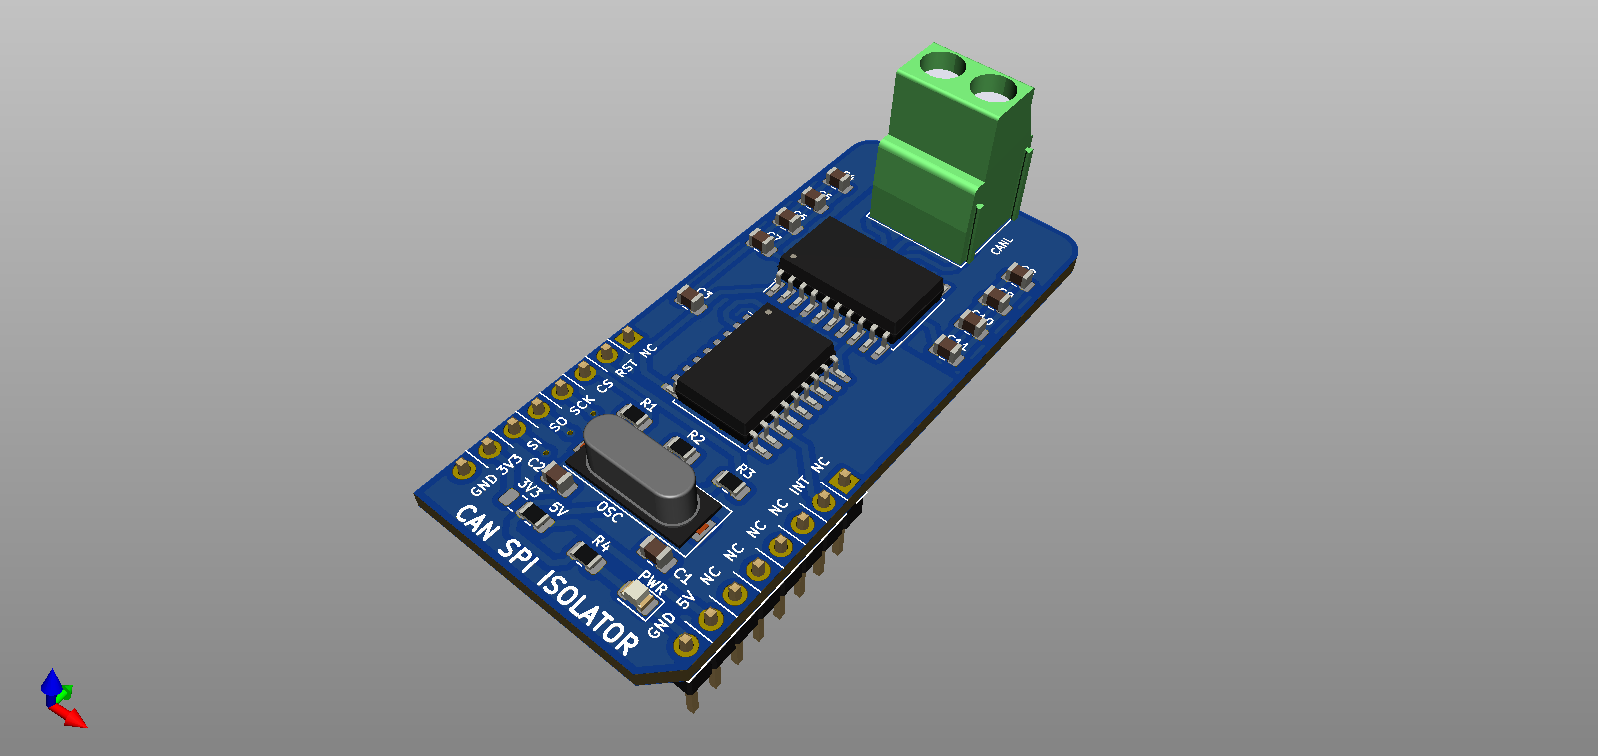 CANL
C3
NC
RST
CS
SCK
SO
SI
3V3
GND
R1
R2
R3
C2
OSC
3V3
5V
R4
C1
PWR
NC
INT
NC
NC
NC
NC
5V
GND
CAN SPI ISOLATOR